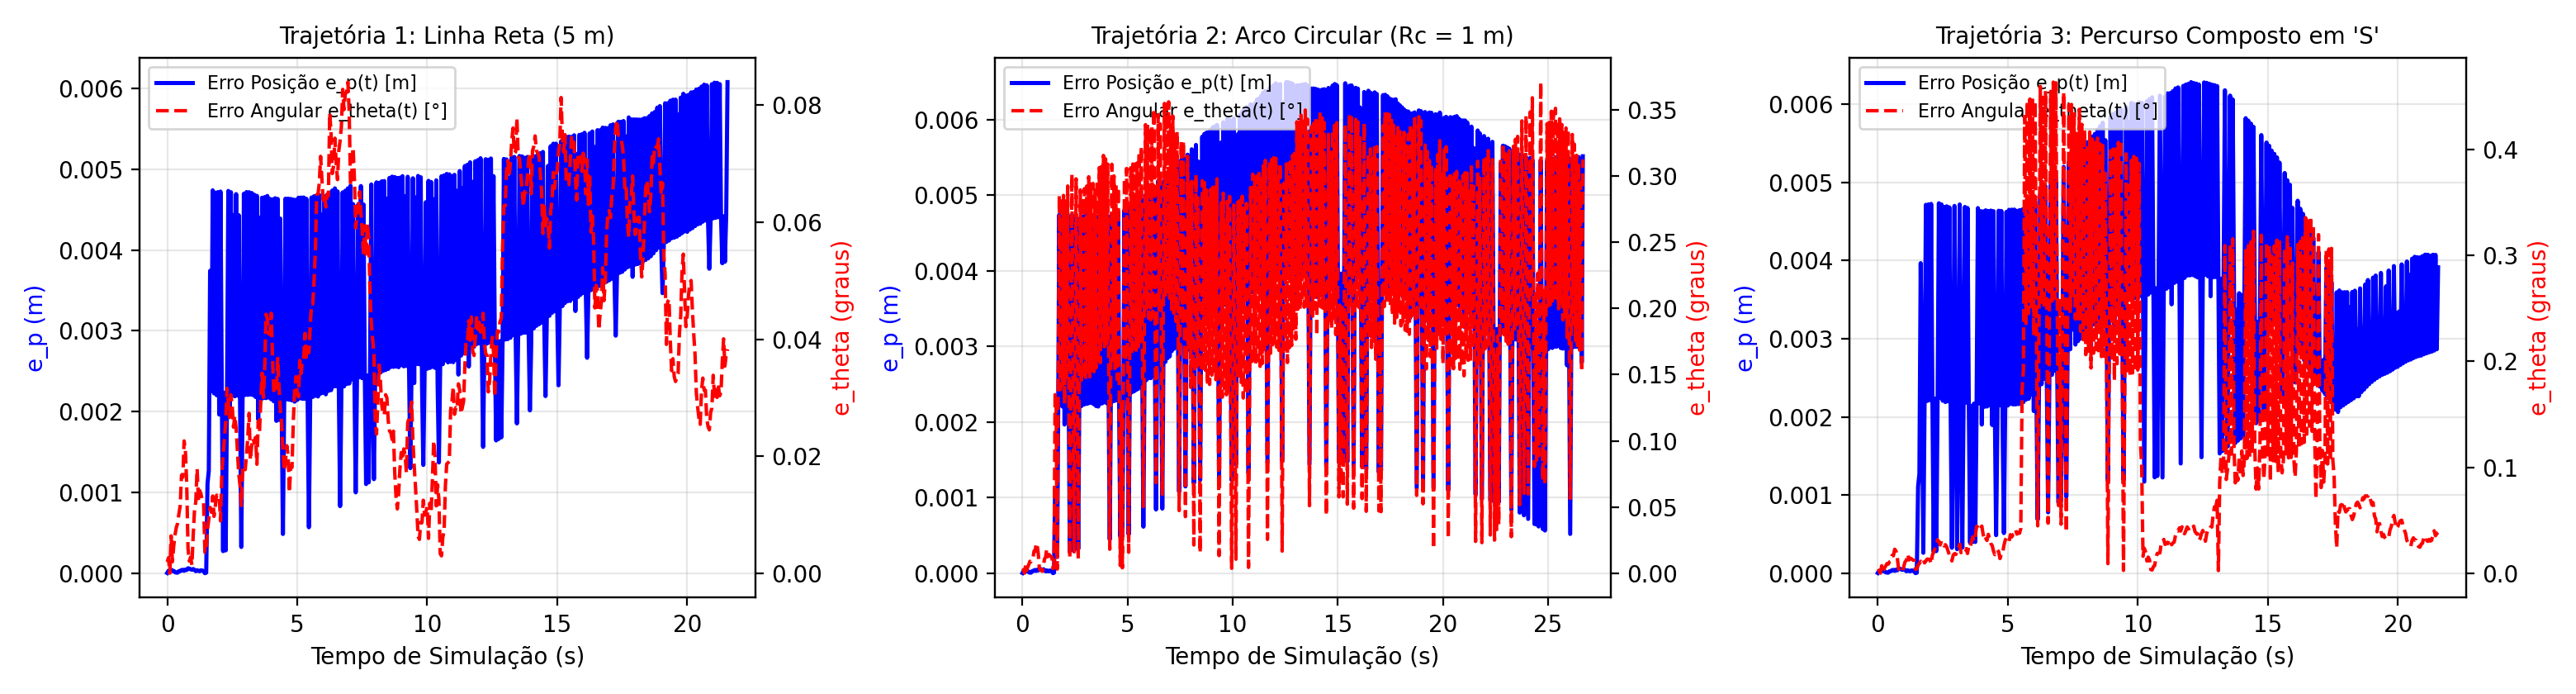 Trajetória 1: Linha Reta (5 m)
Erro Posição e_p(t) [m]
Erro Angular e_theta(t) [°]
e_p (m)
0.006
0.005
0.004
0.003
0.002
0.001
0.000
0.08
0.06
0.04
0.02
0.00
e_theta (graus)
0 5 10 15 20
Tempo de Simulação (s)
Trajetória 2: Arco Circular (Rc = 1 m)
Erro Posição e_p(t) [m]
Erro Angular e_theta(t) [°]
e_p (m)
0.006
0.005
0.004
0.003
0.002
0.001
0.000
0.35
0.30
0.25
0.20
0.15
0.10
0.05
0.00
e_theta (graus)
0 5 10 15 20 25
Tempo de Simulação (s)
Trajetória 3: Percurso Composto em 'S'
Erro Posição e_p(t) [m]
Erro Angular e_theta(t) [°]
e_p (m)
0.006
0.005
0.004
0.003
0.002
0.001
0.000
0.4
0.3
0.2
0.1
0.0
e_theta (graus)
0 5 10 15 20
Tempo de Simulação (s)